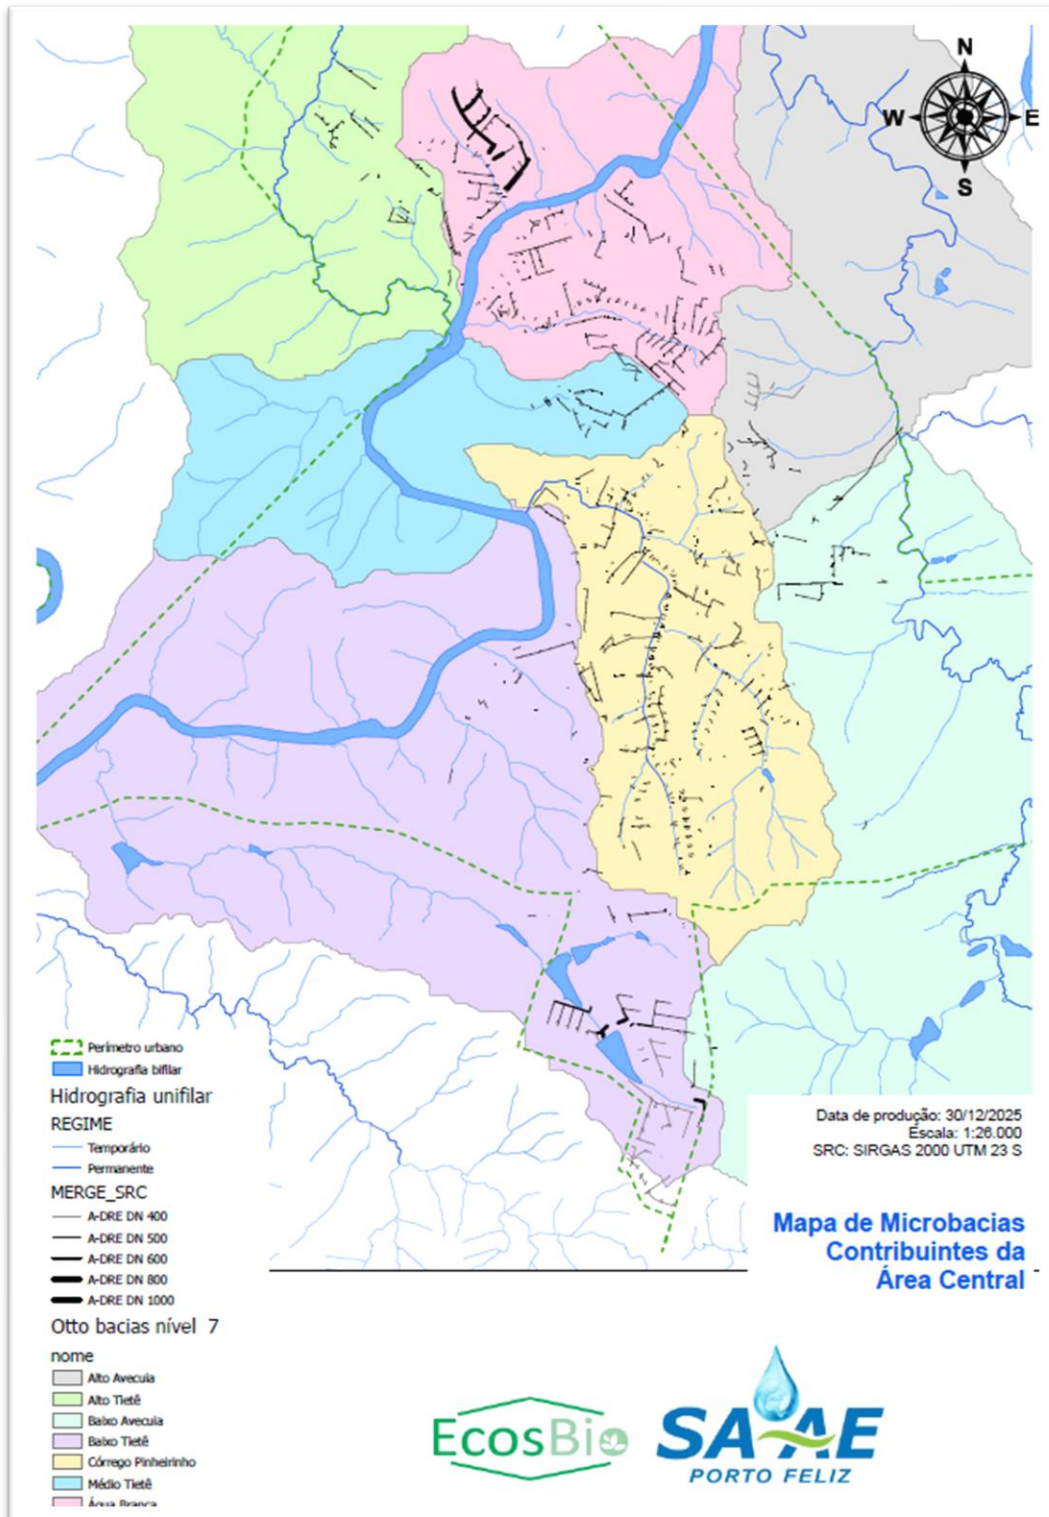 N
W
E
S
Perímetro urbano
Hidrografia bifilar
Hidrografia unifilar
REGIME
Temporário
Permanente
MERGE_SRC
A-DRE DN 400
A-DRE DN 500
A-DRE DN 600
A-DRE DN 800
A-DRE DN 1000
Otto bacias nível 7
nome
Alto Avecuia
Alto Tietê
Baixo Avecuia
Baixo Tietê
Córrego Pinheirinho
Médio Tietê
Água Branca
Data de produção: 30/12/2025
Escala: 1:26.000
SRC: SIRGAS 2000 UTM 23 S
Mapa de Microbacias
Contribuintes da
Área Central
EcosBio
SAAE
PORTO FELIZ